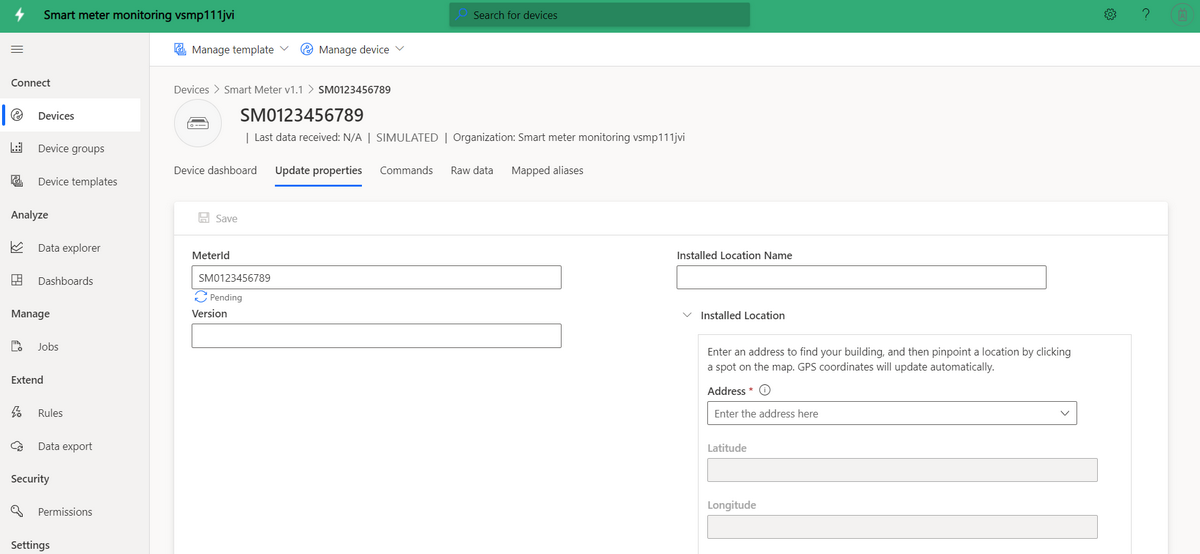 Smart meter monitoring vsmp111jvi
Search for devices
?
Manage template
Manage device
Connect
Devices
Device groups
Device templates
Analyze
Data explorer
Dashboards
Manage
Jobs
Extend
Rules
Data export
Security
Permissions
Settings
Devices > Smart Meter v1.1 > SM0123456789
SM0123456789
| Last data received: N/A | SIMULATED | Organization: Smart meter monitoring vsmp111jvi
Device dashboard
Update properties
Commands
Raw data
Mapped aliases
Save
MeterId
SM0123456789
Pending
Version
Installed Location Name
Installed Location
Enter an address to find your building, and then pinpoint a location by clicking
a spot on the map. GPS coordinates will update automatically.
Address *
Enter the address here
Latitude
Longitude